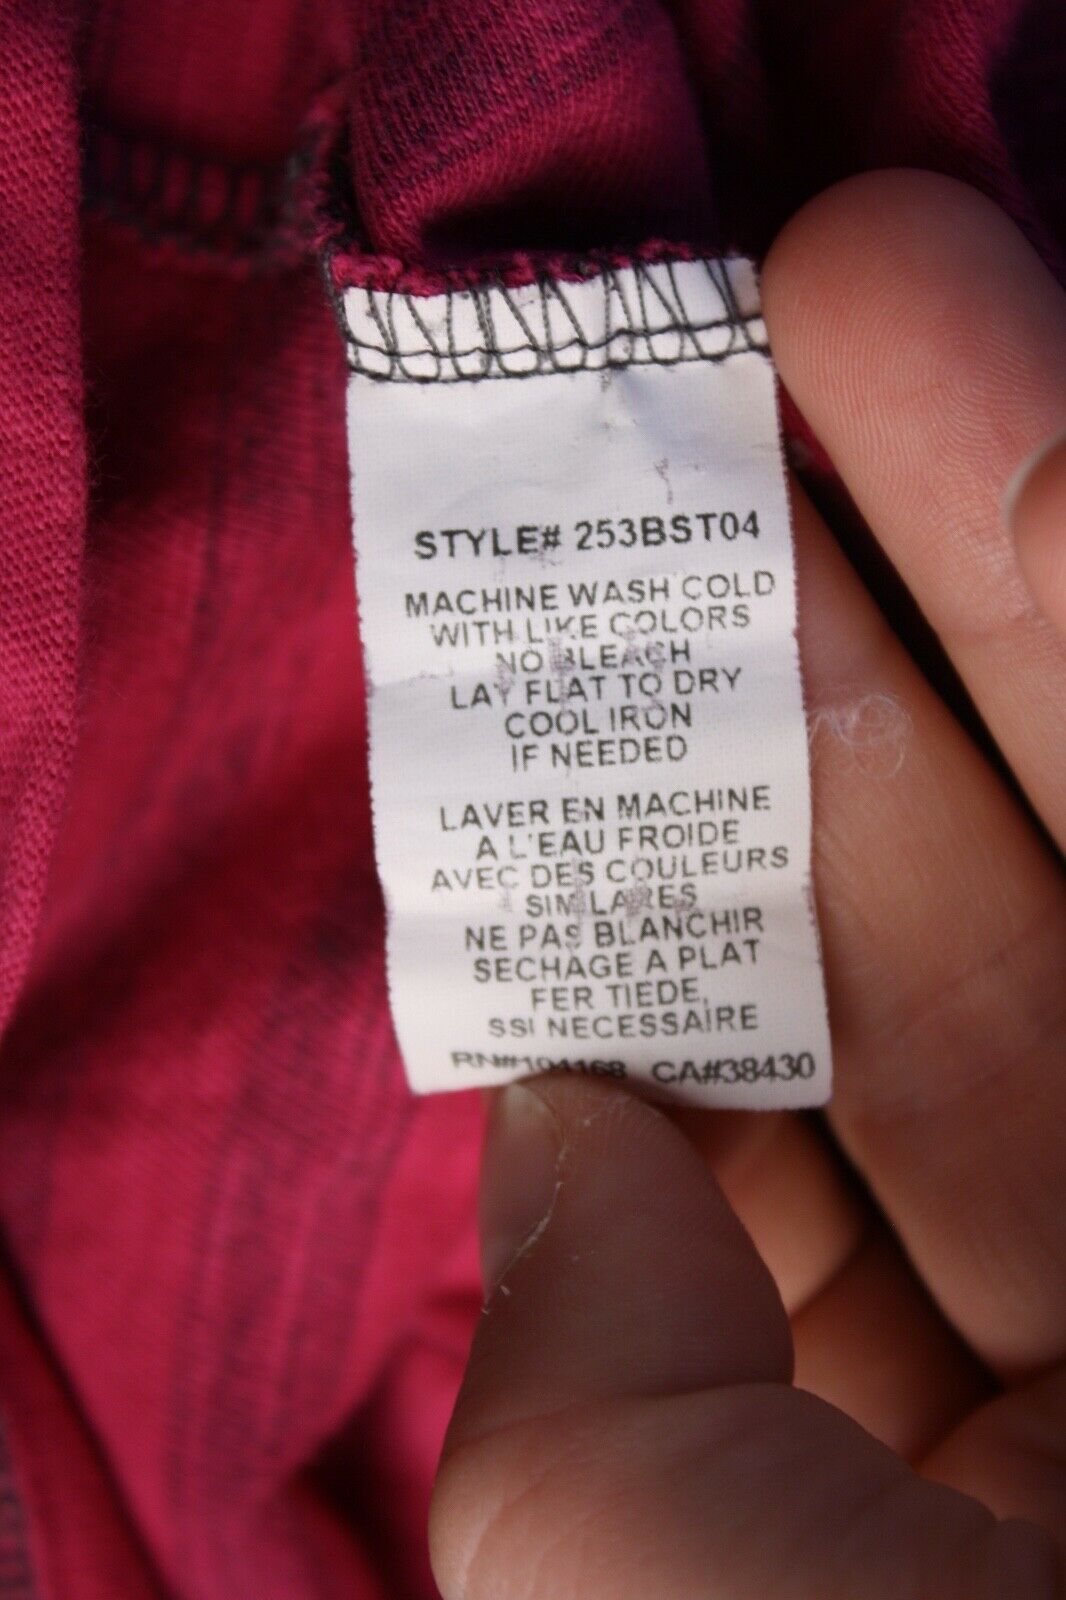 STYLE# 253BST04
MACHINE WASH COLD
WITH LIKE COLORS
NO BLEACH
LAY FLAT TO DRY
COOL IRON
IF NEEDED
LAVER EN MACHINE
A L'EAU FROIDE
AVEC DES COULEURS
SIMILARES
NE PAS BLANCHIR
SECHAGE A PLAT
FER TIEDE,
SSI NECESSAIRE
RN#104168 CA#38430